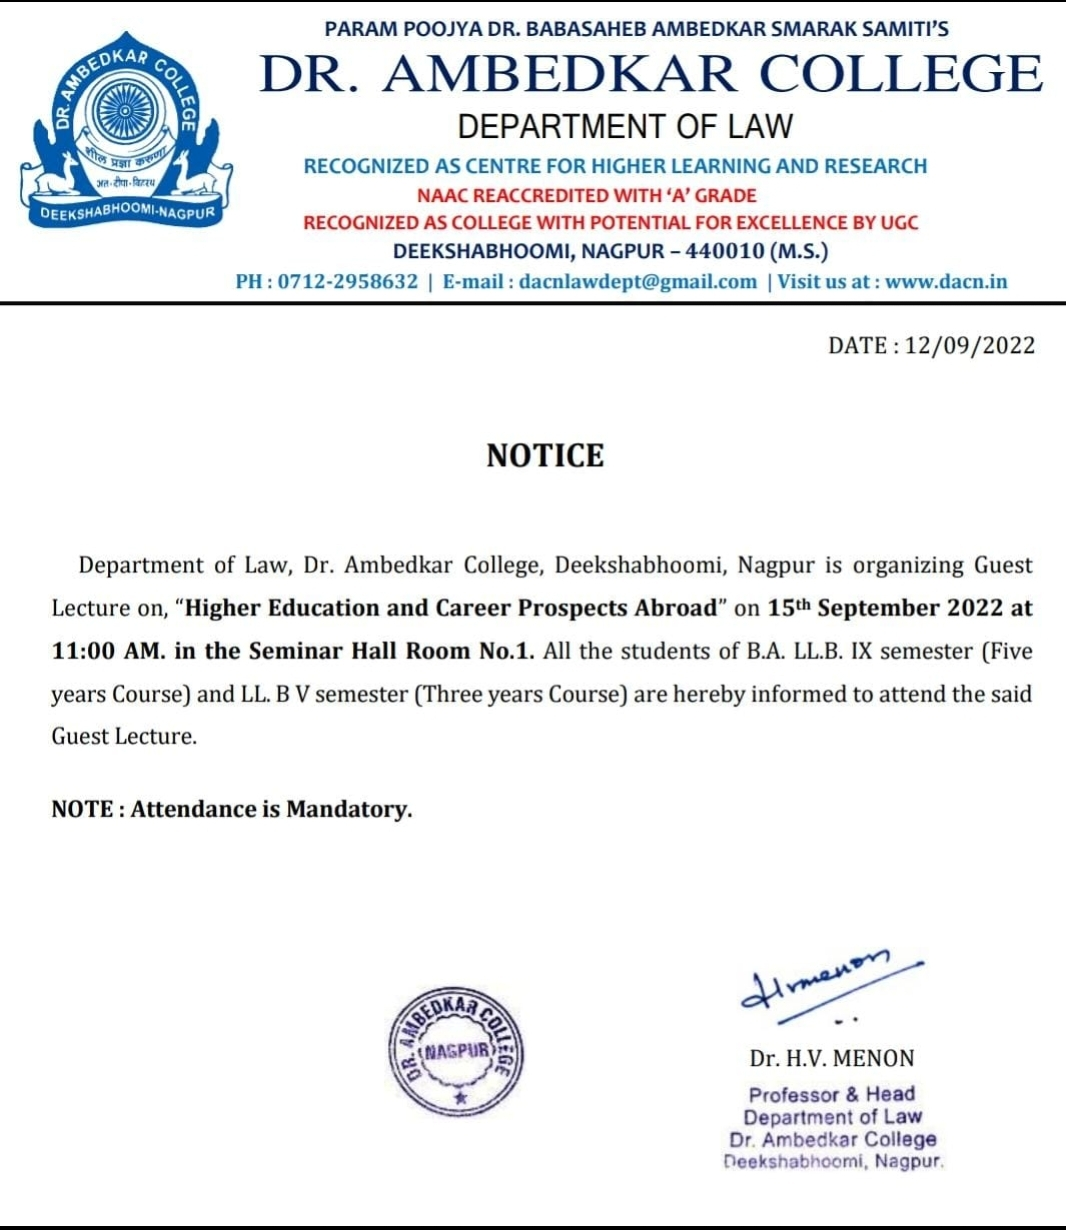 PARAM POOJYA DR. BABASAHEB AMBEDKAR SMARAK SAMITI'S
DR. AMBEDKAR COLLEGE
DEPARTMENT OF LAW
RECOGNIZED AS CENTRE FOR HIGHER LEARNING AND RESEARCH
NAAC REACCREDITED WITH ‘A’ GRADE
RECOGNIZED AS COLLEGE WITH POTENTIAL FOR EXCELLENCE BY UGC
DEEKSHABHOOMI, NAGPUR – 440010 (M.S.)
PH : 0712-2958632 | E-mail : dacnlawdept@gmail.com | Visit us at : www.dacn.in
DR. AMBEDKAR COLLEGE
शील प्रज्ञा करुणा
अत्त-दीपा-विहरथ
DEEKSHABHOOMI-NAGPUR
DATE : 12/09/2022
NOTICE
Department of Law, Dr. Ambedkar College, Deekshabhoomi, Nagpur is organizing Guest
Lecture on, “Higher Education and Career Prospects Abroad” on 15th September 2022 at
11:00 AM. in the Seminar Hall Room No.1. All the students of B.A. LL.B. IX semester (Five
years Course) and LL. B V semester (Three years Course) are hereby informed to attend the said
Guest Lecture.
NOTE : Attendance is Mandatory.
DR. AMBEDKAR COLLEGE
NAGPUR
Hvmenon
Dr. H.V. MENON
Professor & Head
Department of Law
Dr. Ambedkar College
Deekshabhoomi, Nagpur.